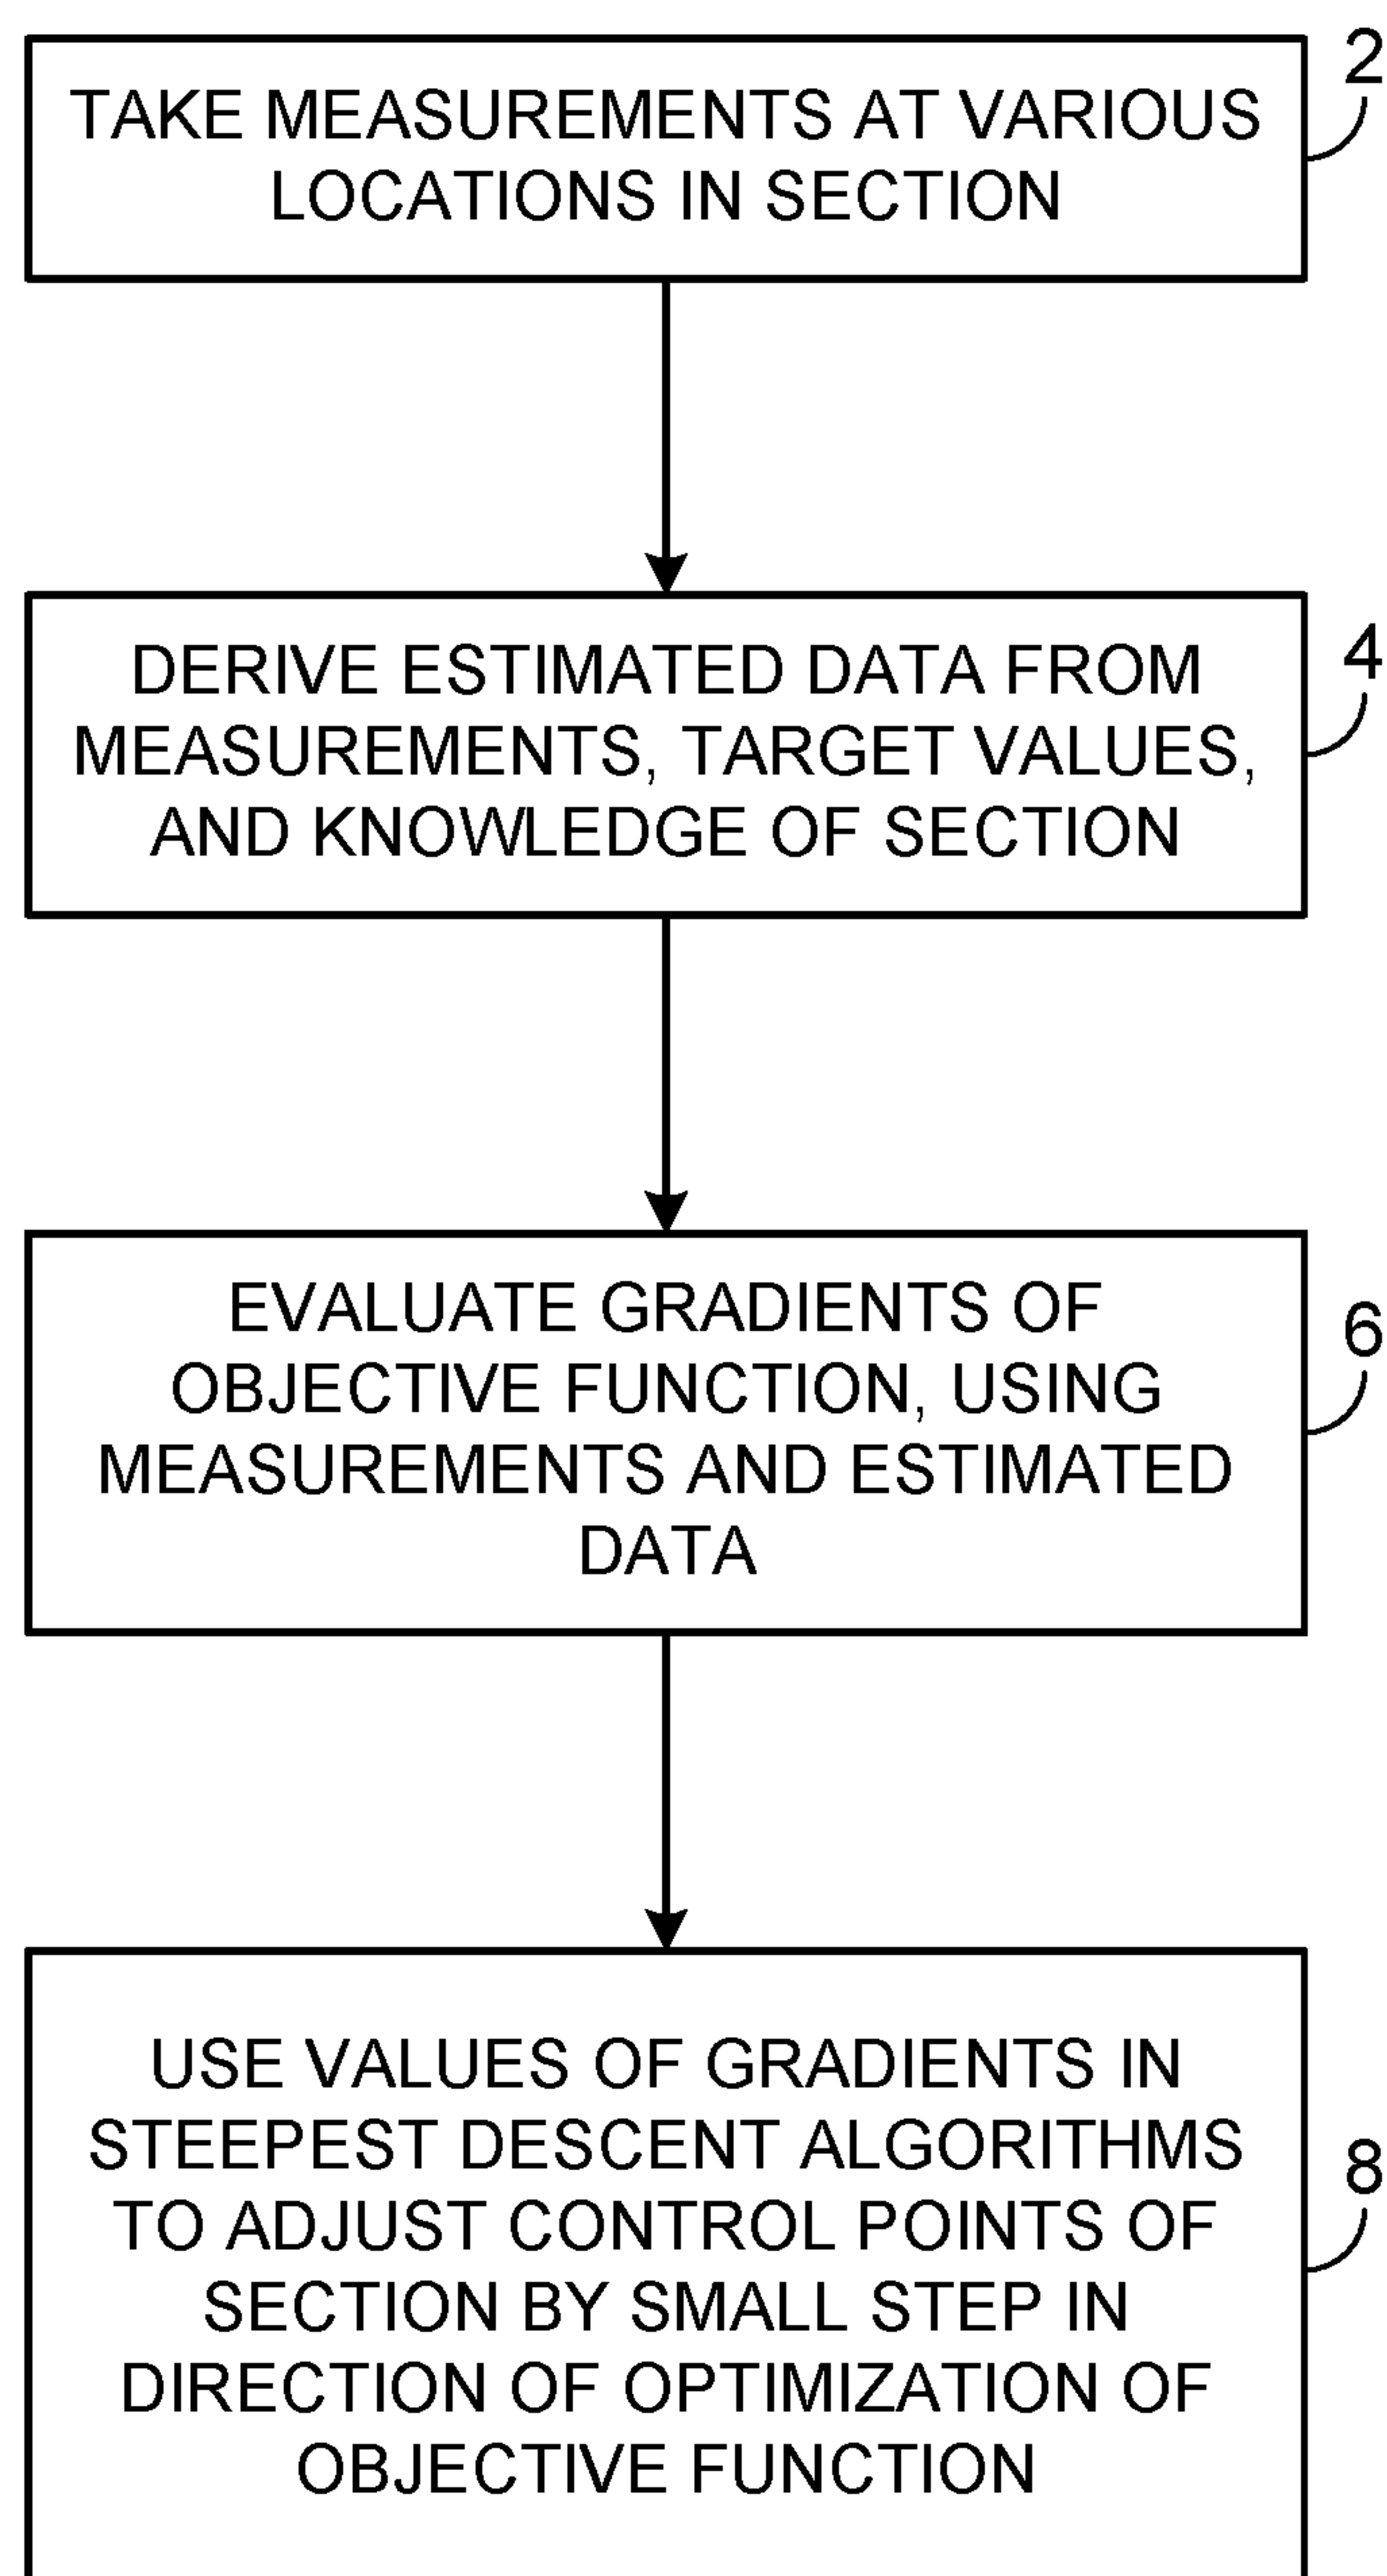 2
TAKE MEASUREMENTS AT VARIOUS
LOCATIONS IN SECTION
4
DERIVE ESTIMATED DATA FROM
MEASUREMENTS, TARGET VALUES,
AND KNOWLEDGE OF SECTION
6
EVALUATE GRADIENTS OF
OBJECTIVE FUNCTION, USING
MEASUREMENTS AND ESTIMATED
DATA
8
USE VALUES OF GRADIENTS IN
STEEPEST DESCENT ALGORITHMS
TO ADJUST CONTROL POINTS OF
SECTION BY SMALL STEP IN
DIRECTION OF OPTIMIZATION OF
OBJECTIVE FUNCTION